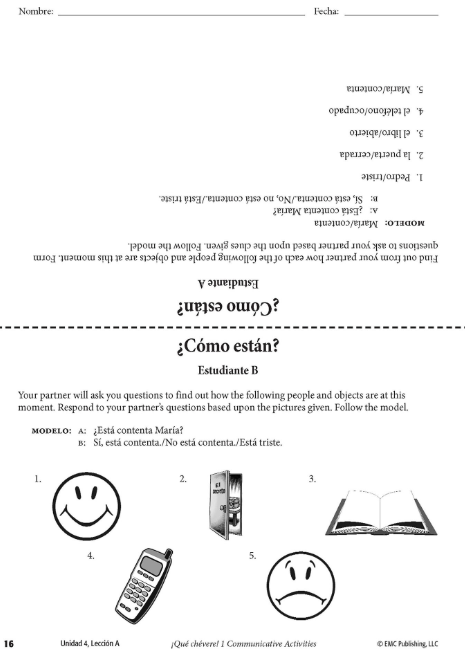 Nombre: ______ Fecha: ______
¿Cómo están?
Estudiante A
Find out from your partner how each of the following people and objects are at this moment. Form
questions to ask your partner based upon the clues given. Follow the model.
MODELO: María/contenta
A: ¿Está contenta María?
B: Sí, está contenta./No, no está contenta./Está triste.
1. Pedro/triste
2. la puerta/cerrada
3. el libro/abierto
4. el teléfono/ocupado
5. María/contenta
¿Cómo están?
Estudiante B
Your partner will ask you questions to find out how the following people and objects are at this
moment. Respond to your partner's questions based upon the pictures given. Follow the model.
MODELO: A: ¿Está contenta María?
B: Sí, está contenta./No está contenta./Está triste.
1. 2. 3.
4. 5.
16 Unidad 4, Lección A ¡Qué chévere! 1 Communicative Activities © EMC Publishing, LLC